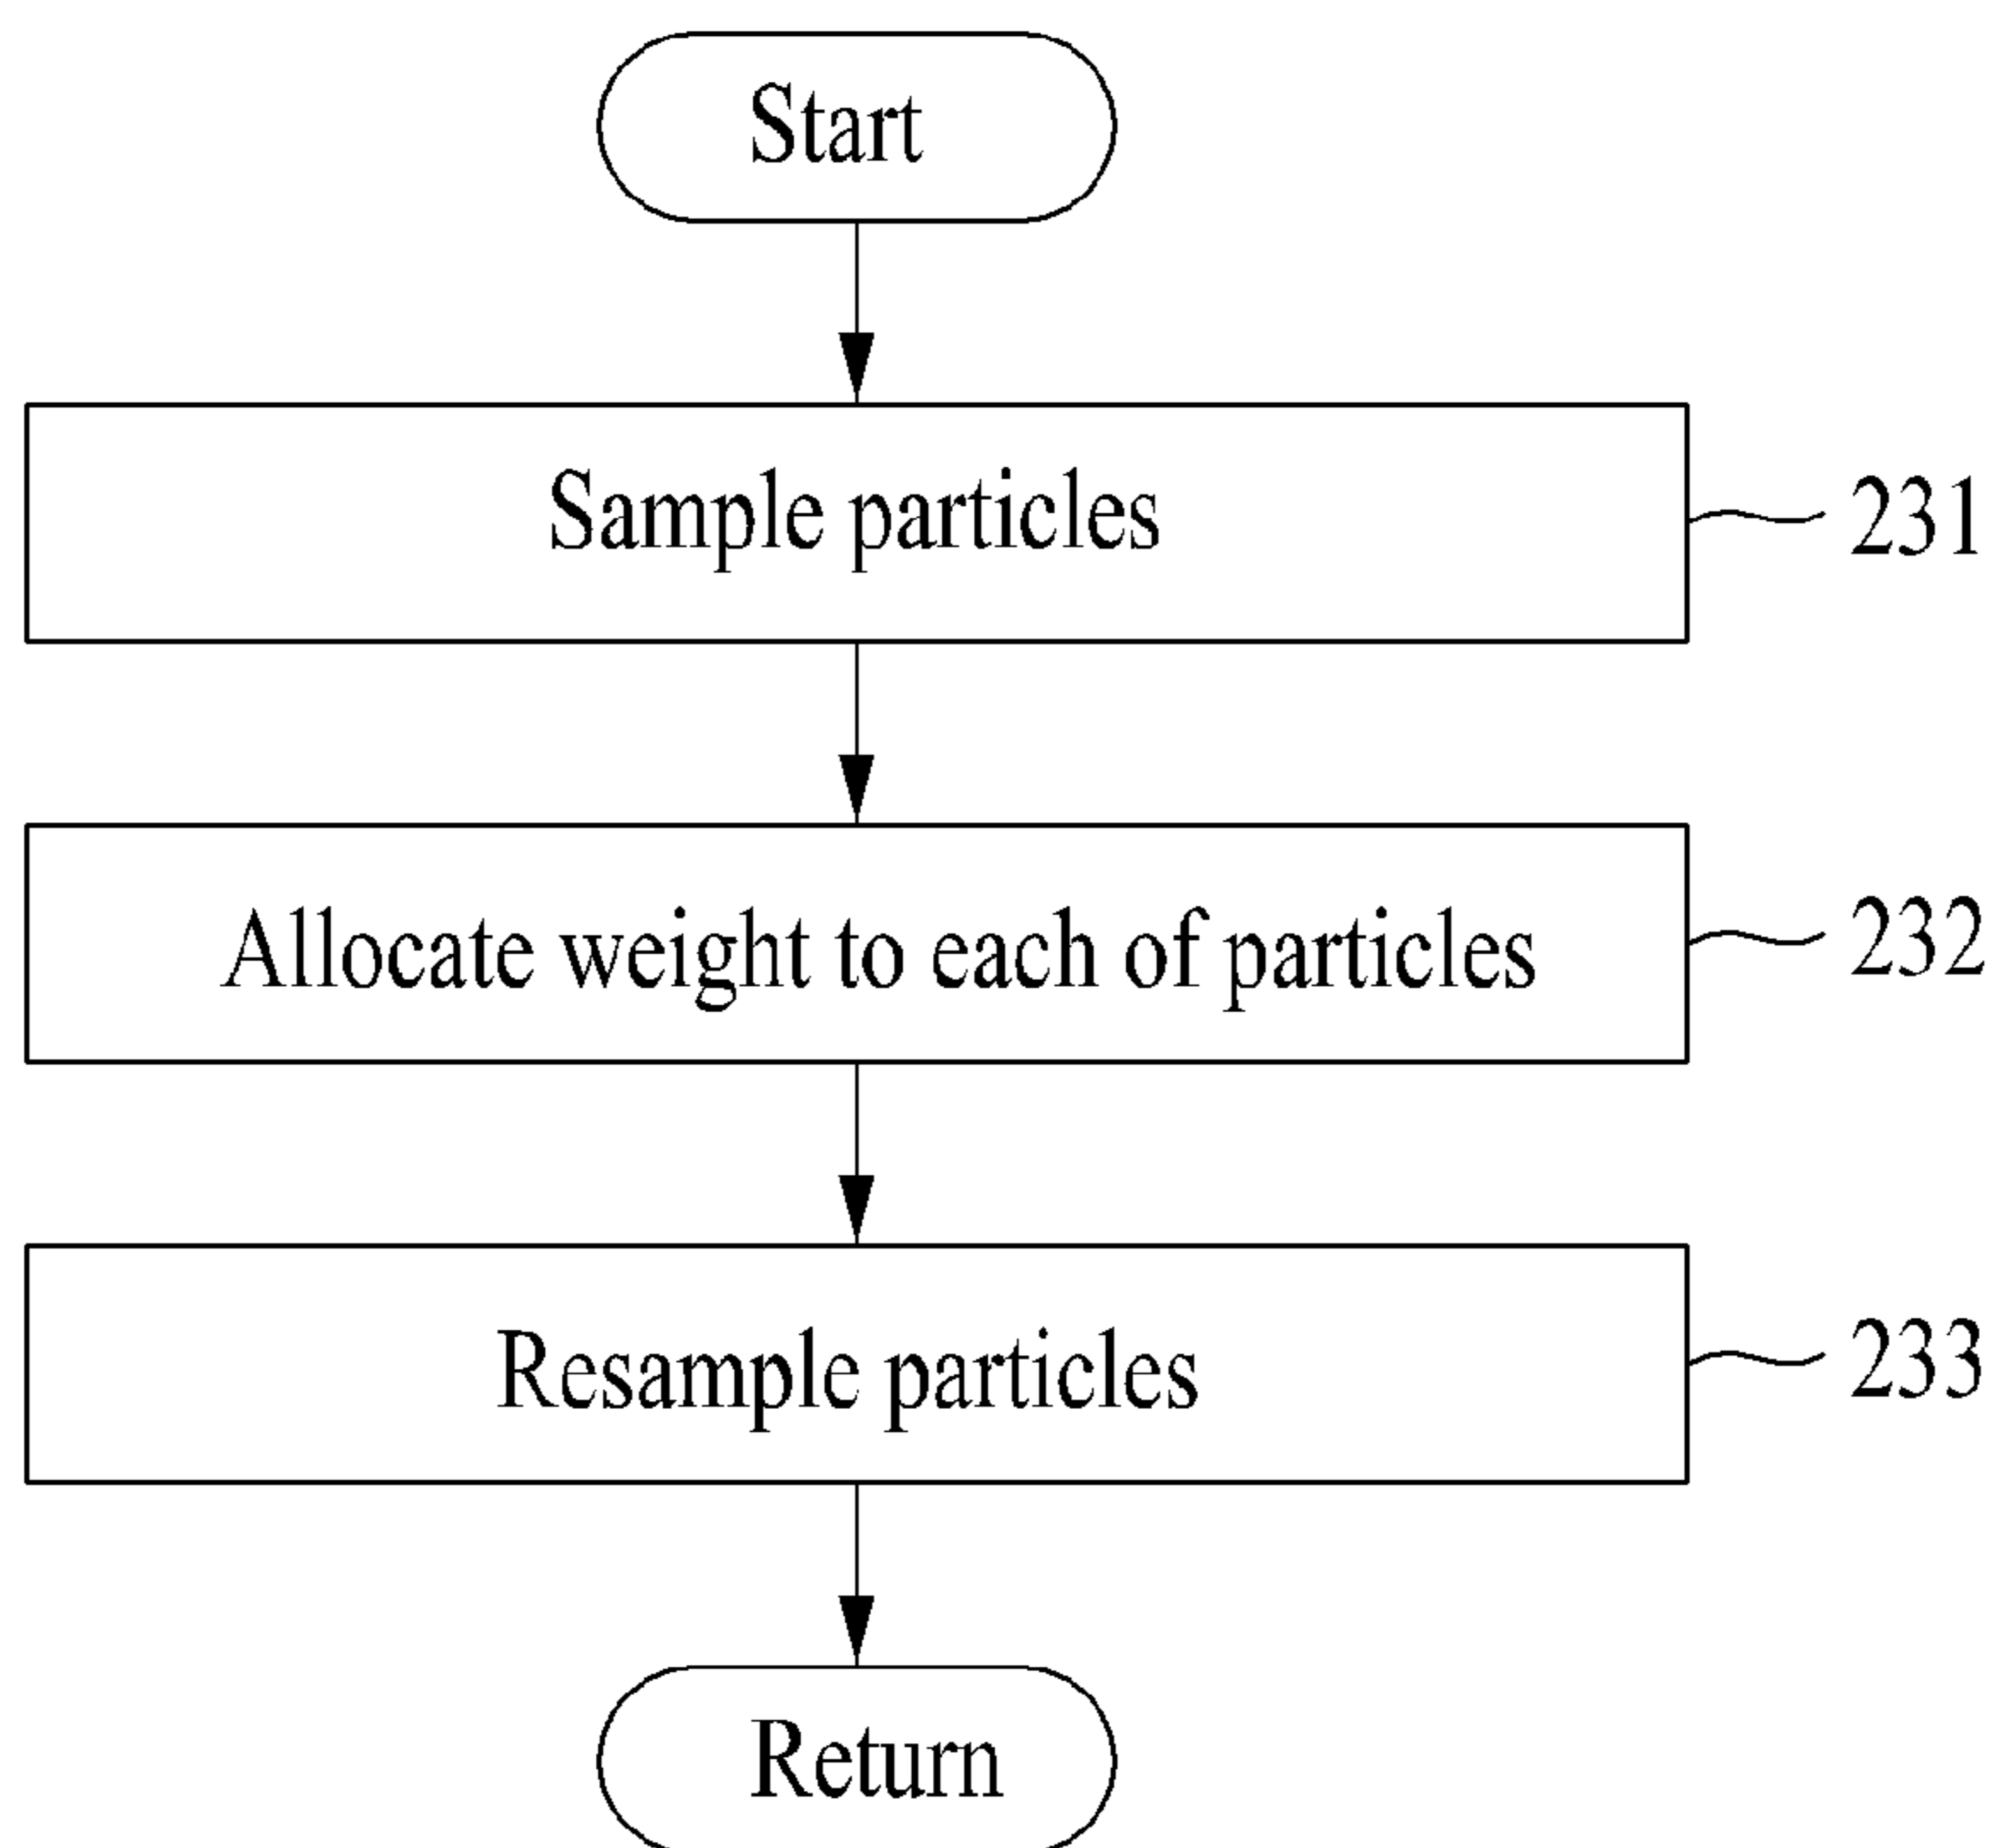 Start
Sample particles
231
Allocate weight to each of particles
232
Resample particles
233
Return